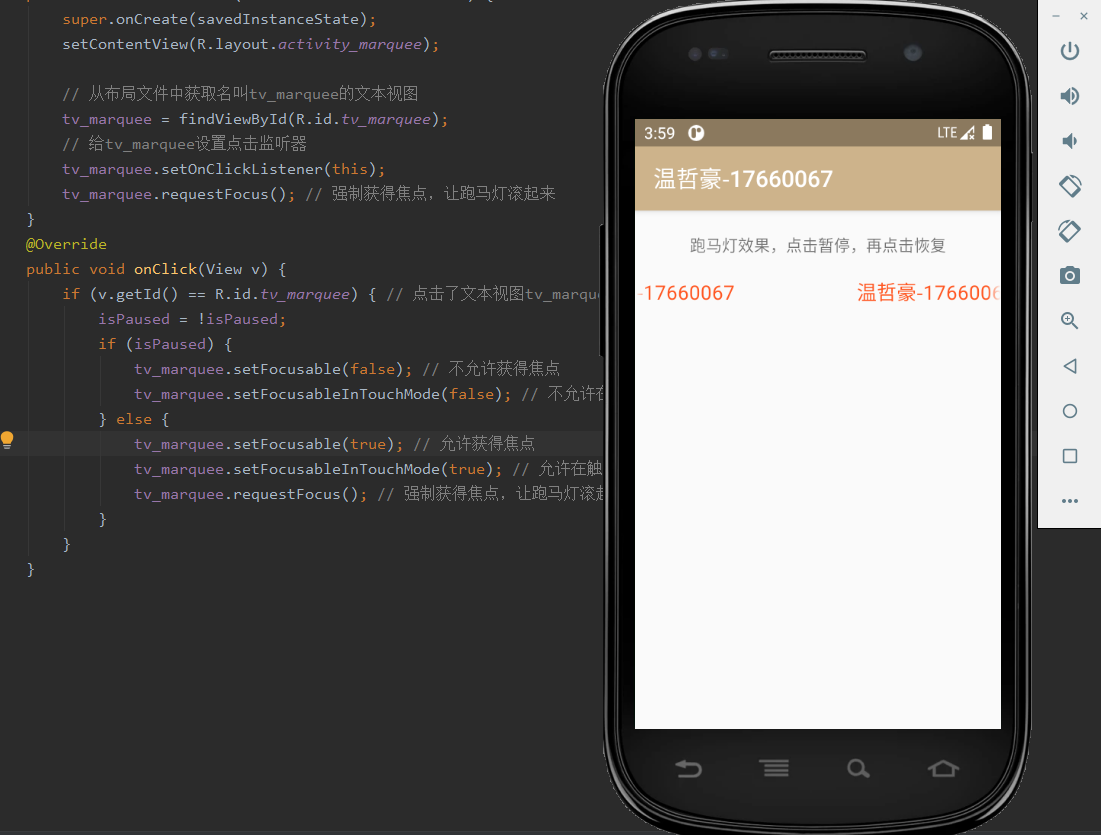 super.onCreate(savedInstanceState);
setContentView(R.layout.activity_marquee);
// 从布局文件中获取名叫tv_marquee的文本视图
tv_marquee = findViewById(R.id.tv_marquee);
// 给tv_marquee设置点击监听器
tv_marquee.setOnClickListener(this);
tv_marquee.requestFocus(); // 强制获得焦点，让跑马灯滚起来
}
@Override
public void onClick(View v) {
if (v.getId() == R.id.tv_marquee) { // 点击了文本视图tv_marqu
isPaused = !isPaused;
if (isPaused) {
tv_marquee.setFocusable(false); // 不允许获得焦点
tv_marquee.setFocusableInTouchMode(false); // 不允许在
} else {
tv_marquee.setFocusable(true); // 允许获得焦点
tv_marquee.setFocusableInTouchMode(true); // 允许在触
tv_marquee.requestFocus(); // 强制获得焦点，让跑马灯滚
}
}
}
3:59 LTE
温哲豪-17660067
跑马灯效果，点击暂停，再点击恢复
-17660067 温哲豪-1766006